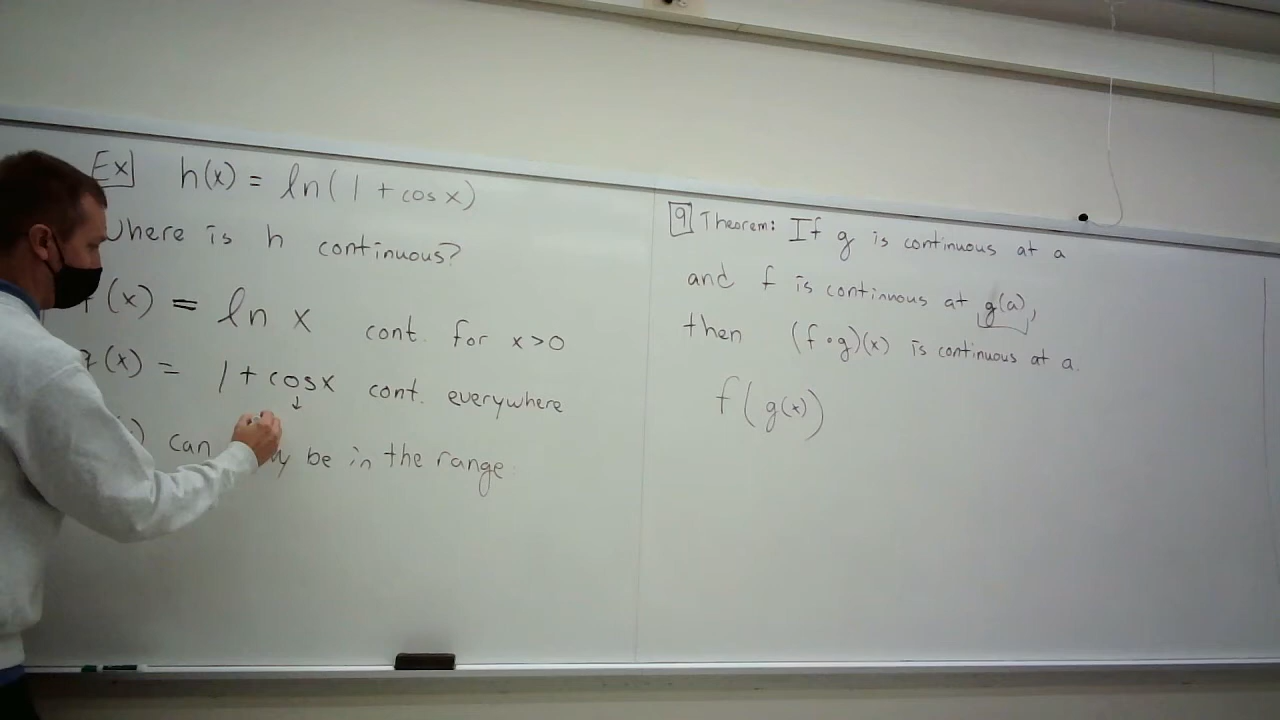 Ex h(x) = ln(1 + cos x)
here is h continuous?
(x) = ln x cont. for x>0
(x) = 1 + cosx cont. everywhere
↓
) can be in the range
9 Theorem: If g is continuous at a
and f is continuous at g(a),
then (f∘g)(x) is continuous at a.
f(g(x))